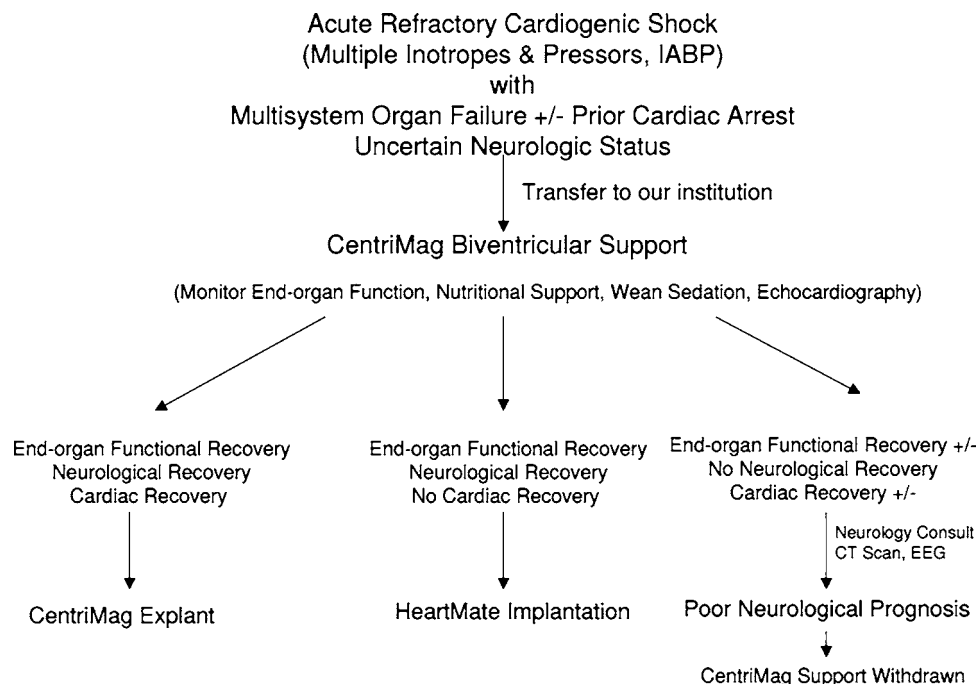 Acute Refractory Cardiogenic Shock
(Multiple Inotropes & Pressors, IABP)
with
Multisystem Organ Failure +/- Prior Cardiac Arrest
Uncertain Neurologic Status
Transfer to our institution
CentriMag Biventricular Support
(Monitor End-organ Function, Nutritional Support, Wean Sedation, Echocardiography)
End-organ Functional Recovery
Neurological Recovery
Cardiac Recovery
CentriMag Explant
End-organ Functional Recovery
Neurological Recovery
No Cardiac Recovery
HeartMate Implantation
End-organ Functional Recovery +/-
No Neurological Recovery
Cardiac Recovery +/-
Neurology Consult
CT Scan, EEG
Poor Neurological Prognosis
CentriMag Support Withdrawn